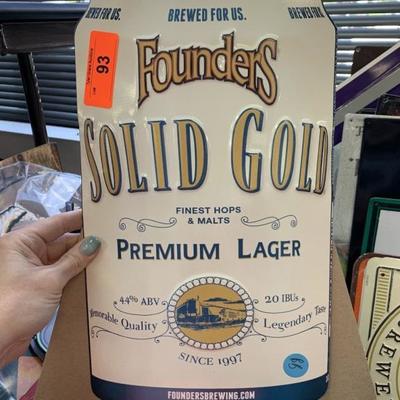 BREWED FOR US.
BREWED FOR US.
BREWED FOR
93
Founders
SOLID GOLD
FINEST HOPS
& MALTS
PREMIUM LAGER
4.4% ABV
20 IBUs
Memorable Quality
Legendary Taste
SINCE 1997
FOUNDERSBREWING.COM
BREWE